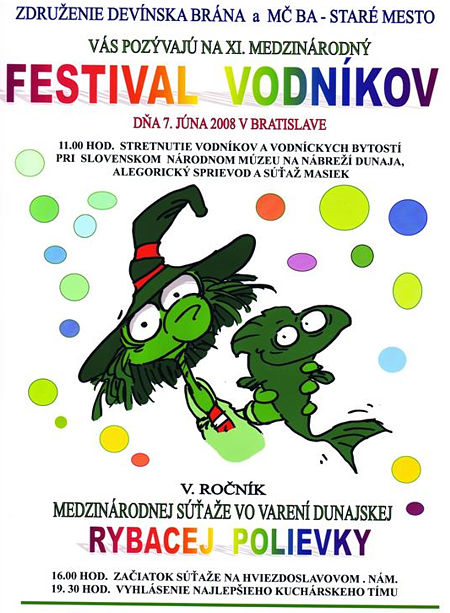 ZDRUŽENIE DEVÍNSKA BRÁNA a MČ BA - STARÉ MESTO
VÁS POZÝVAJÚ NA XI. MEDZINÁRODNÝ
FESTIVAL VODNÍKOV
DŇA 7. JÚNA 2008 V BRATISLAVE
11.00 HOD. STRETNUTIE VODNÍKOV A VODNÍCKYCH BYTOSTÍ
PRI SLOVENSKOM NÁRODNOM MÚZEU NA NÁBREŽÍ DUNAJA,
ALEGORICKÝ SPRIEVOD A SÚŤAŽ MASIEK
V. ROČNÍK
MEDZINÁRODNEJ SÚŤAŽE VO VARENÍ DUNAJSKEJ
RYBACEJ POLIEVKY
16.00 HOD. ZAČIATOK SÚŤAŽE NA HVIEZDOSLAVOVOM . NÁM.
19. 30 HOD. VYHLÁSENIE NAJLEPŠIEHO KUCHÁRSKEHO TÍMU